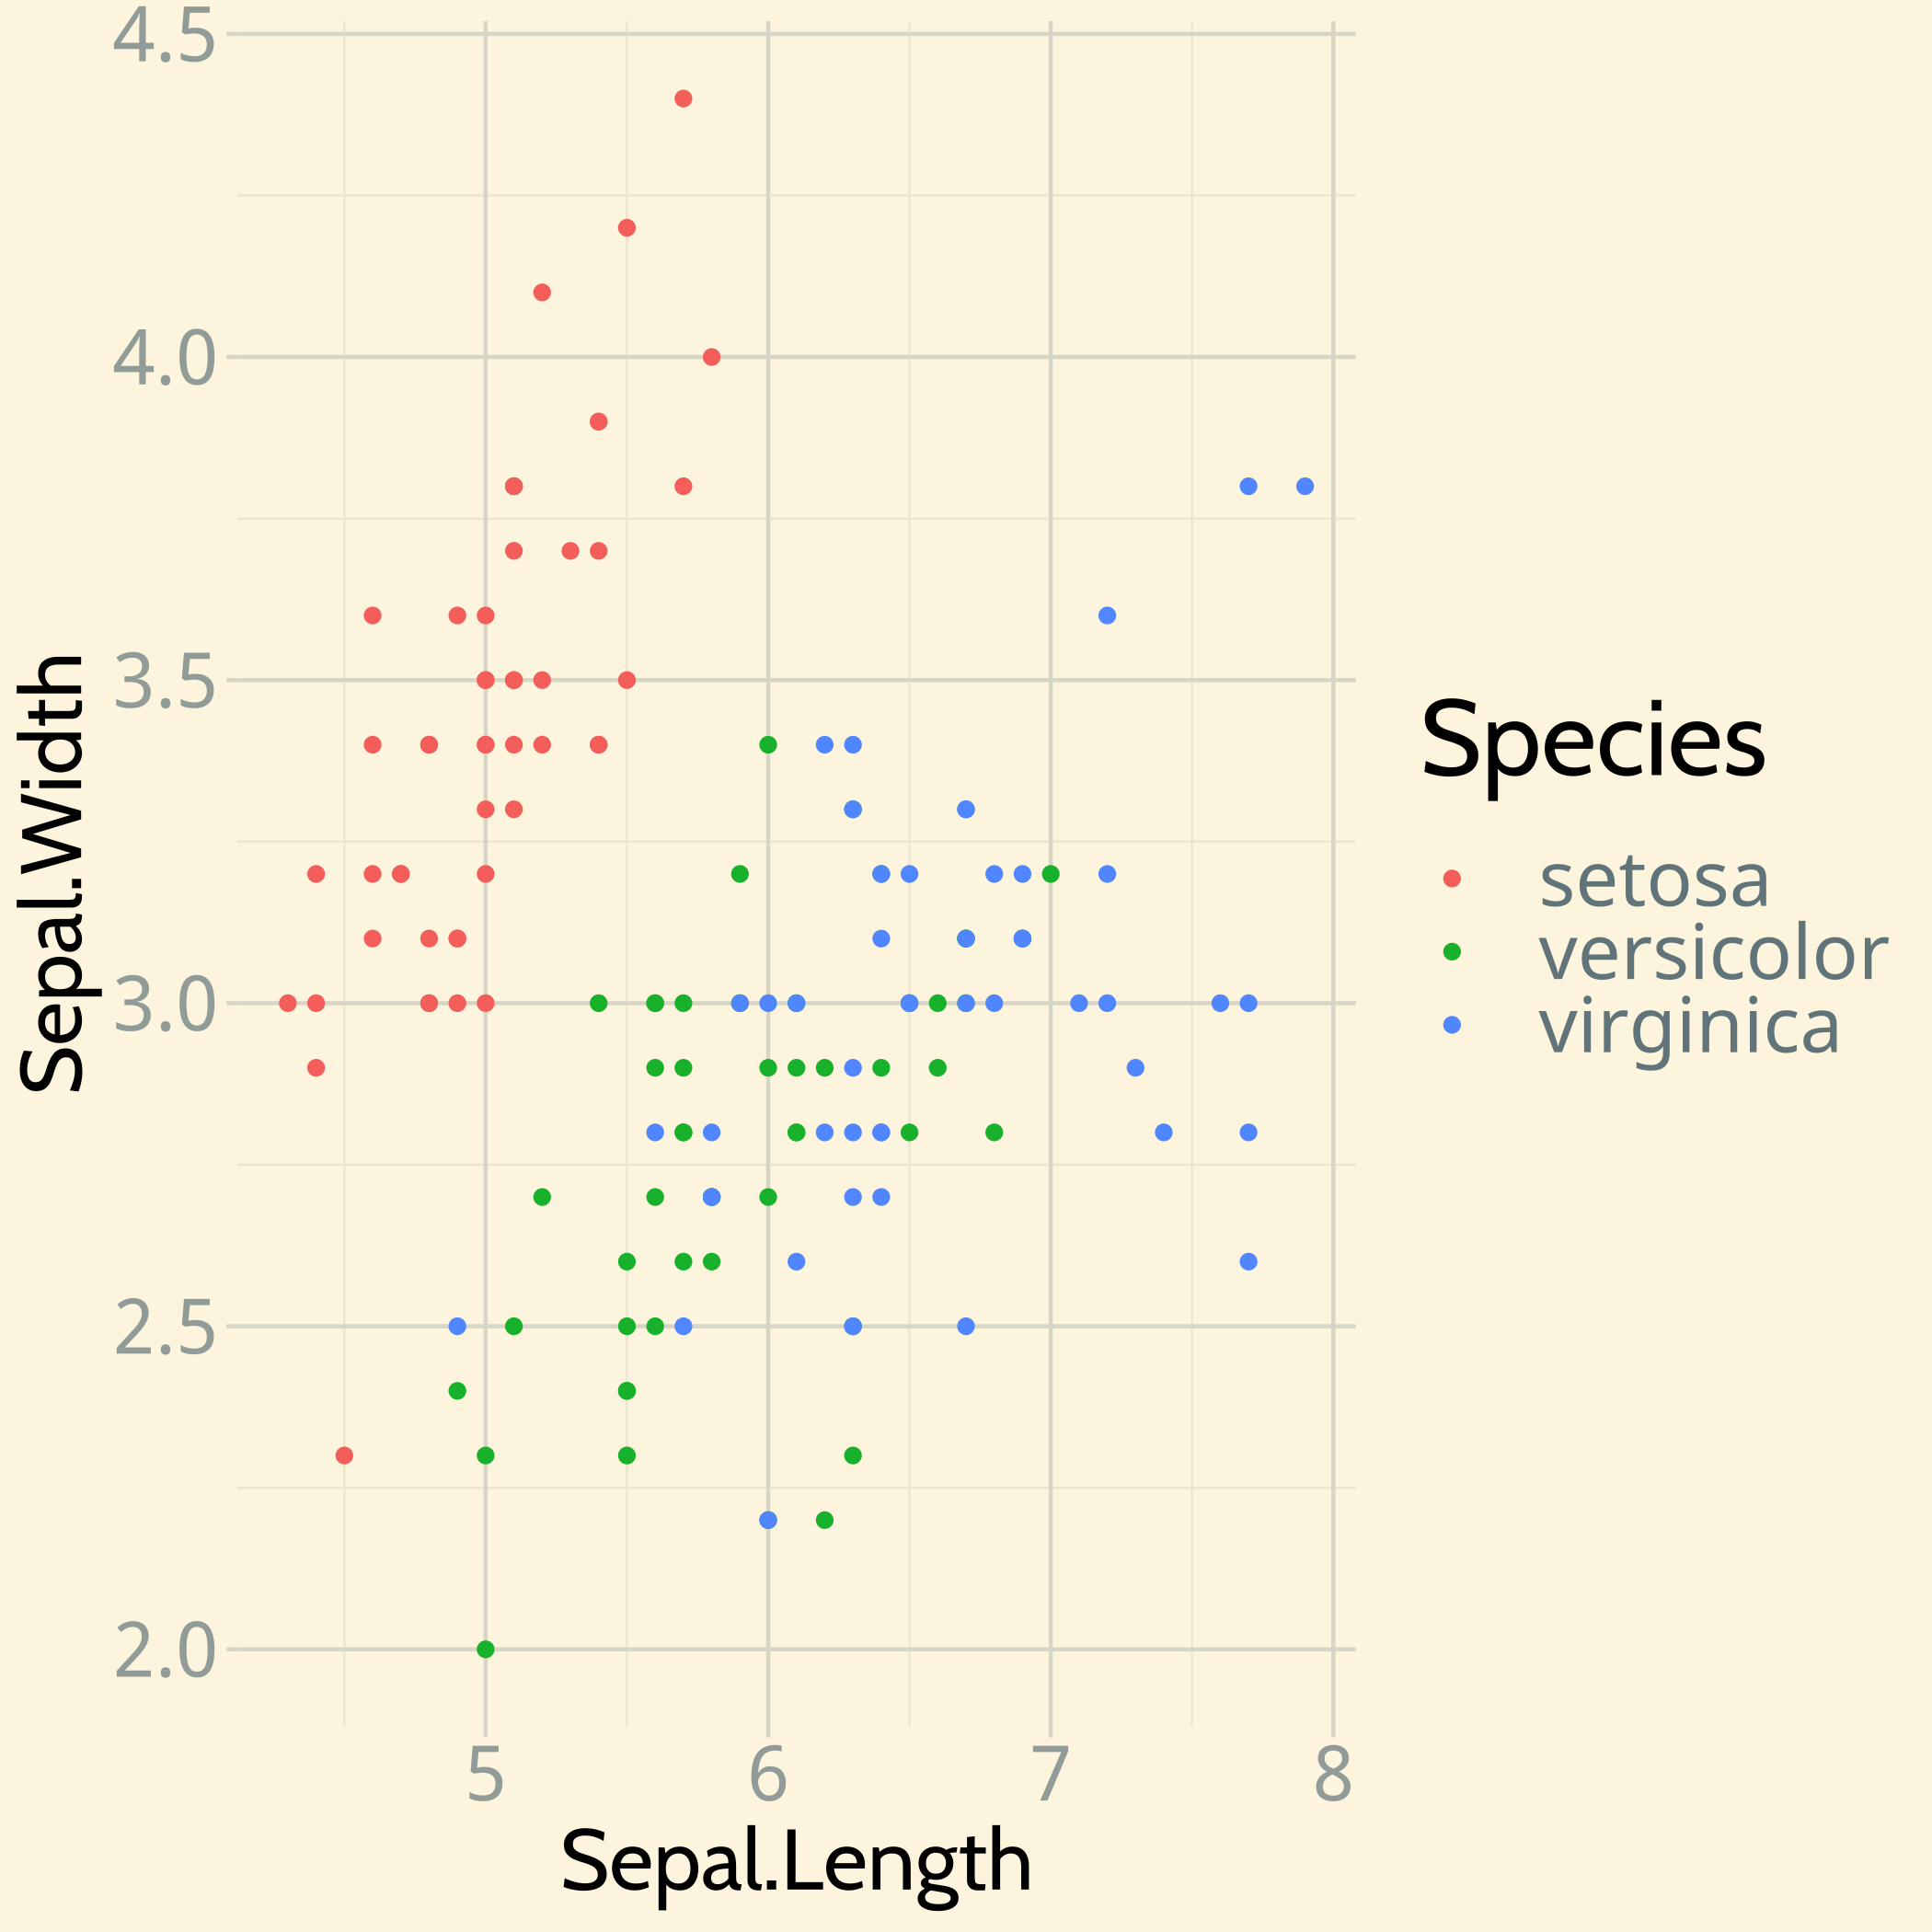 4.5
4.0
3.5
3.0
2.5
2.0
Sepal.Width
5 6 7 8
Sepal.Length
Species
setosa
versicolor
virginica